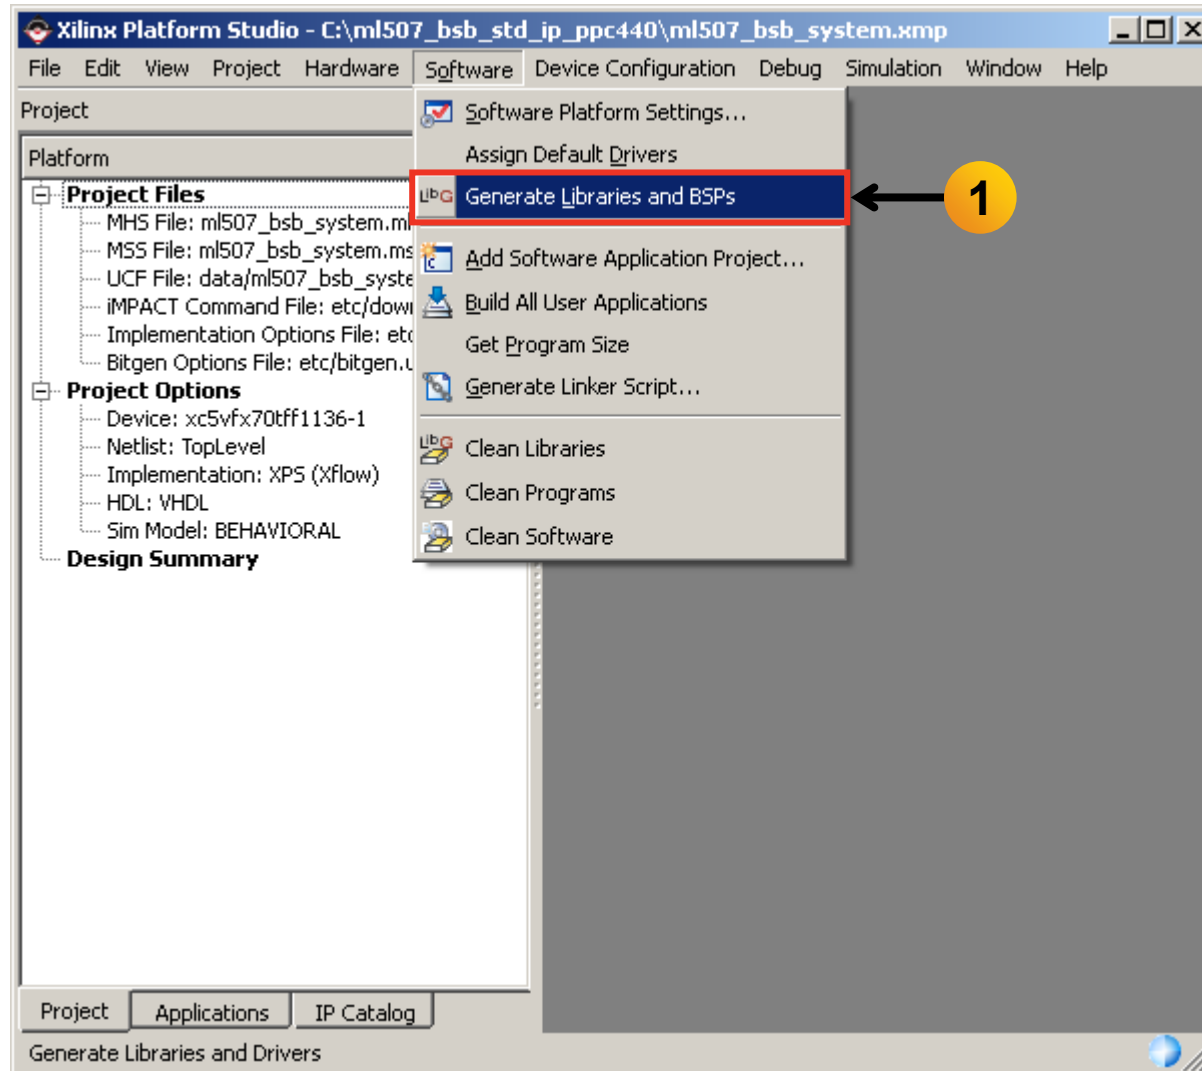 Xilinx Platform Studio - C:\ml507_bsb_std_ip_ppc440\ml507_bsb_system.xmp
File Edit View Project Hardware Software Device Configuration Debug Simulation Window Help
Project
Platform
Project Files
MHS File: ml507_bsb_system.m
MSS File: ml507_bsb_system.ms
UCF File: data/ml507_bsb_syste
iMPACT Command File: etc/dow
Implementation Options File: etc
Bitgen Options File: etc/bitgen.u
Project Options
Device: xc5vfx70tff1136-1
Netlist: TopLevel
Implementation: XPS (Xflow)
HDL: VHDL
Sim Model: BEHAVIORAL
Design Summary
Software Platform Settings...
Assign Default Drivers
LibG Generate Libraries and BSPs
1
Add Software Application Project...
Build All User Applications
Get Program Size
Generate Linker Script...
LibG Clean Libraries
Clean Programs
Clean Software
Project Applications IP Catalog
Generate Libraries and Drivers